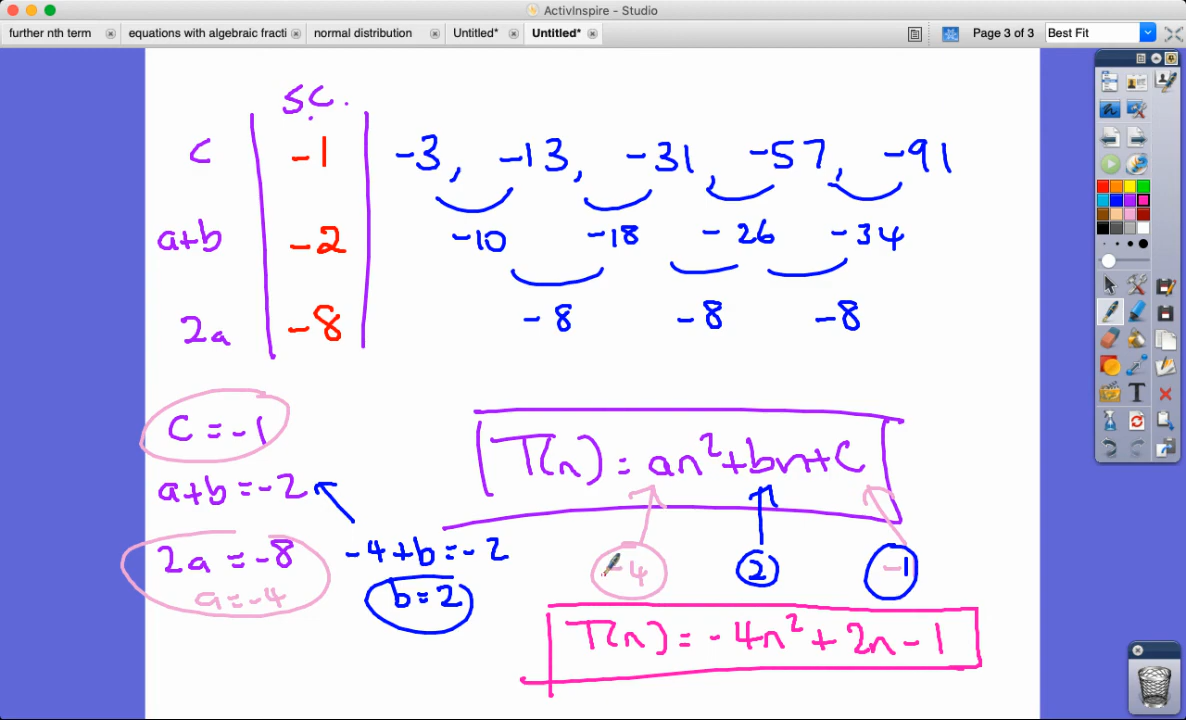 ActivInspire - Studio
further nth term
equations with algebraic fracti
normal distribution
Untitled*
Untitled*
Page 3 of 3
Best Fit
S.C.
c -1 -3, -13, -31, -57, -91
a+b -2 -10 -18 -26 -34
2a -8 -8 -8 -8
c = -1
T(n) = an²+bn+c
a+b = -2
2a = -8 -4+b = -2 -4 2 -1
a = -4 b = 2
T(n) = -4n² + 2n - 1